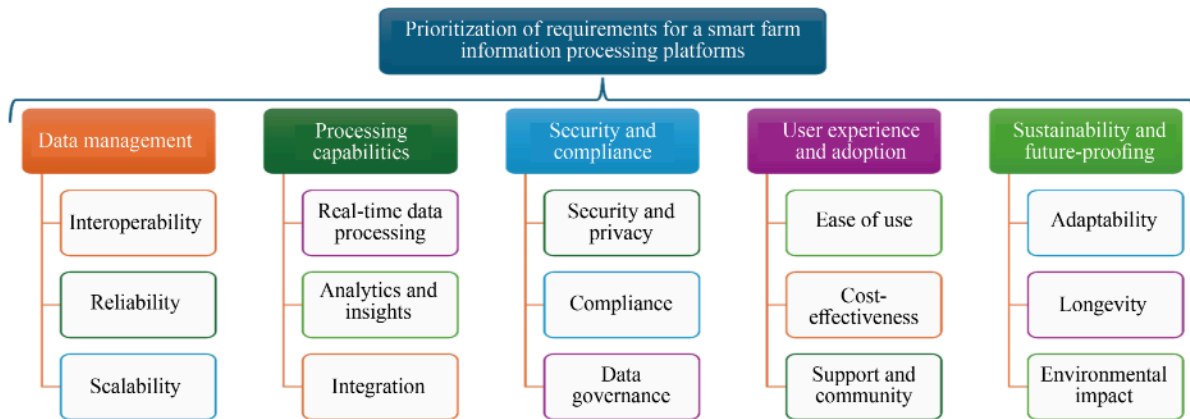 Prioritization of requirements for a smart farm
information processing platforms
Data management
Interoperability
Reliability
Scalability
Processing
capabilities
Real-time data
processing
Analytics and
insights
Integration
Security and
compliance
Security and
privacy
Compliance
Data
governance
User experience
and adoption
Ease of use
Cost-
effectiveness
Support and
community
Sustainability and
future-proofing
Adaptability
Longevity
Environmental
impact